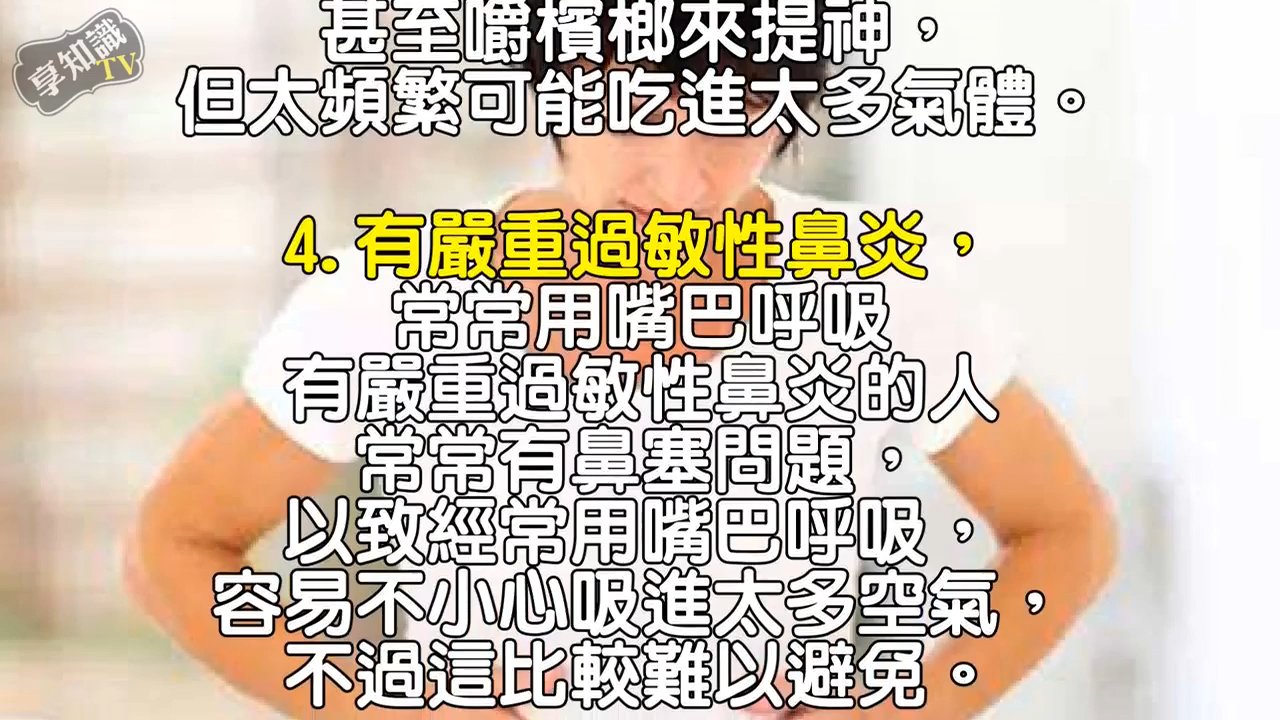 享知識
TV
甚至嚼檳榔來提神，
但太頻繁可能吃進太多氣體。
4.有嚴重過敏性鼻炎，
常常用嘴巴呼吸
有嚴重過敏性鼻炎的人
常常有鼻塞問題，
以致經常用嘴巴呼吸，
容易不小心吸進太多空氣，
不過這比較難以避免。